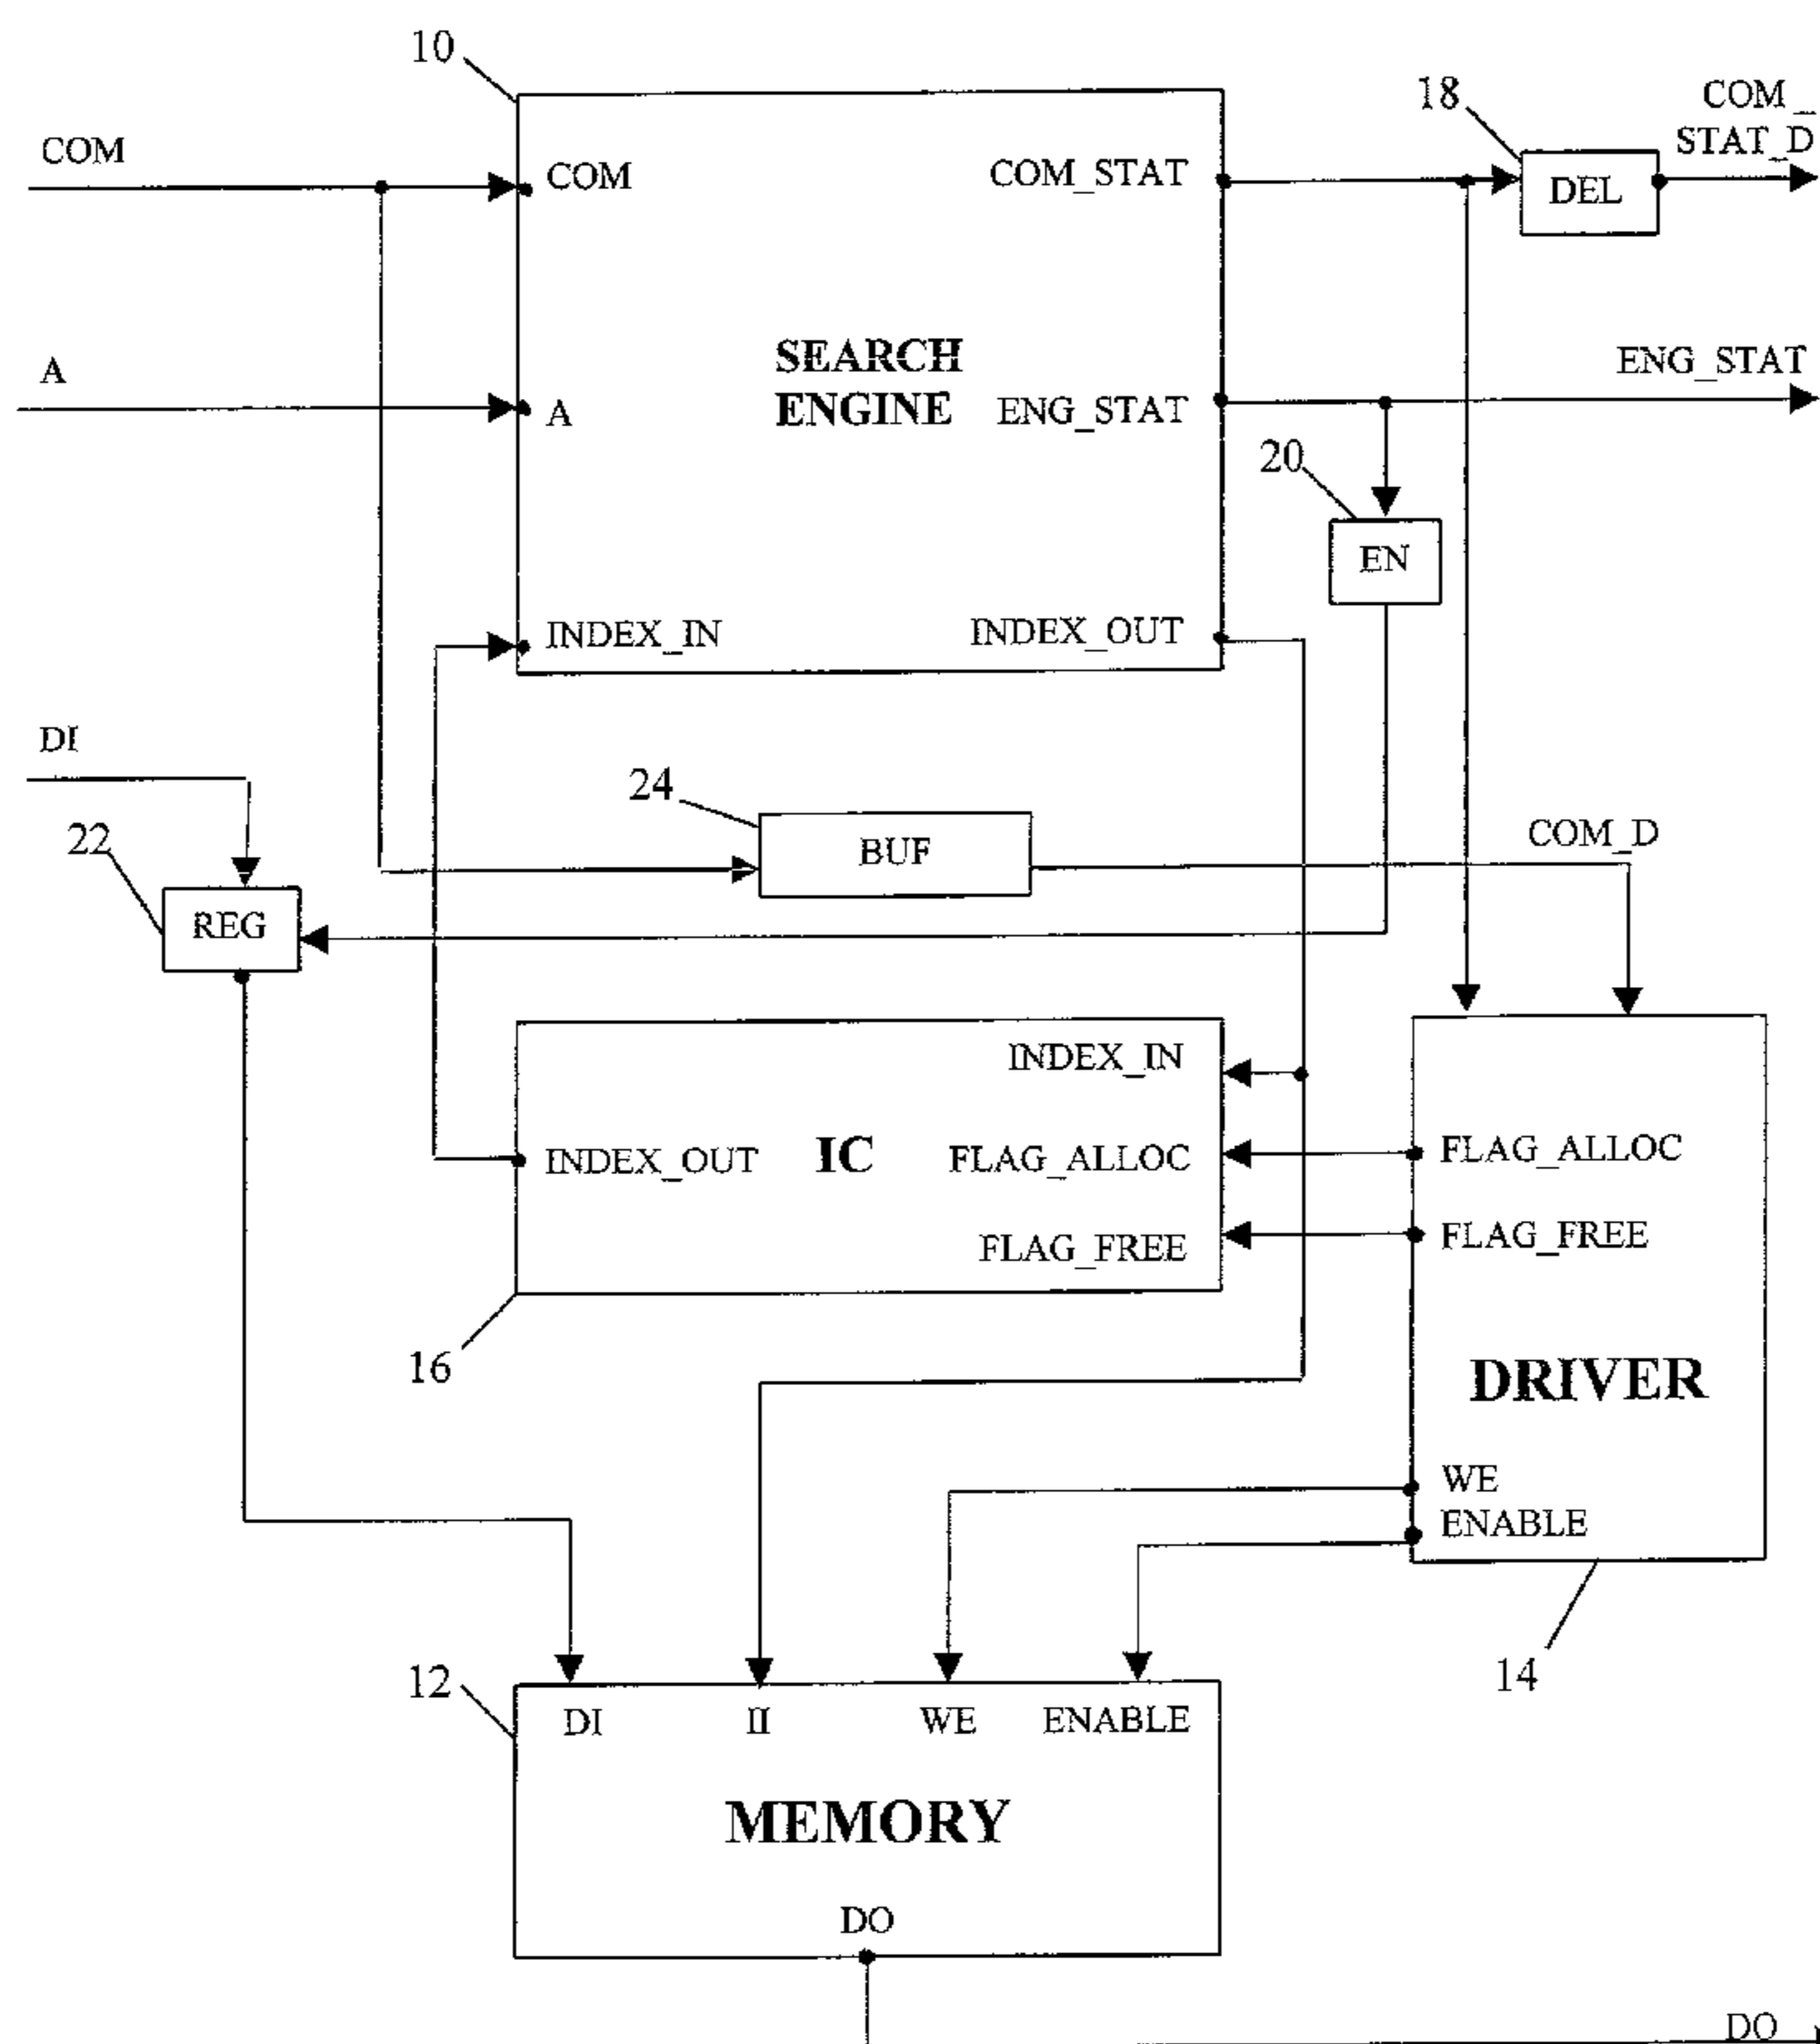 10
18
COM_
STAT_D
COM
COM
COM_STAT
DEL
A
A
SEARCH
ENGINE
ENG_STAT
ENG_STAT
20
EN
INDEX_IN
INDEX_OUT
DI
24
BUF
COM_D
22
REG
INDEX_IN
INDEX_OUT
IC
FLAG_ALLOC
FLAG_ALLOC
FLAG_FREE
FLAG_FREE
16
DRIVER
WE
ENABLE
14
12
DI
II
WE
ENABLE
MEMORY
DO
DO